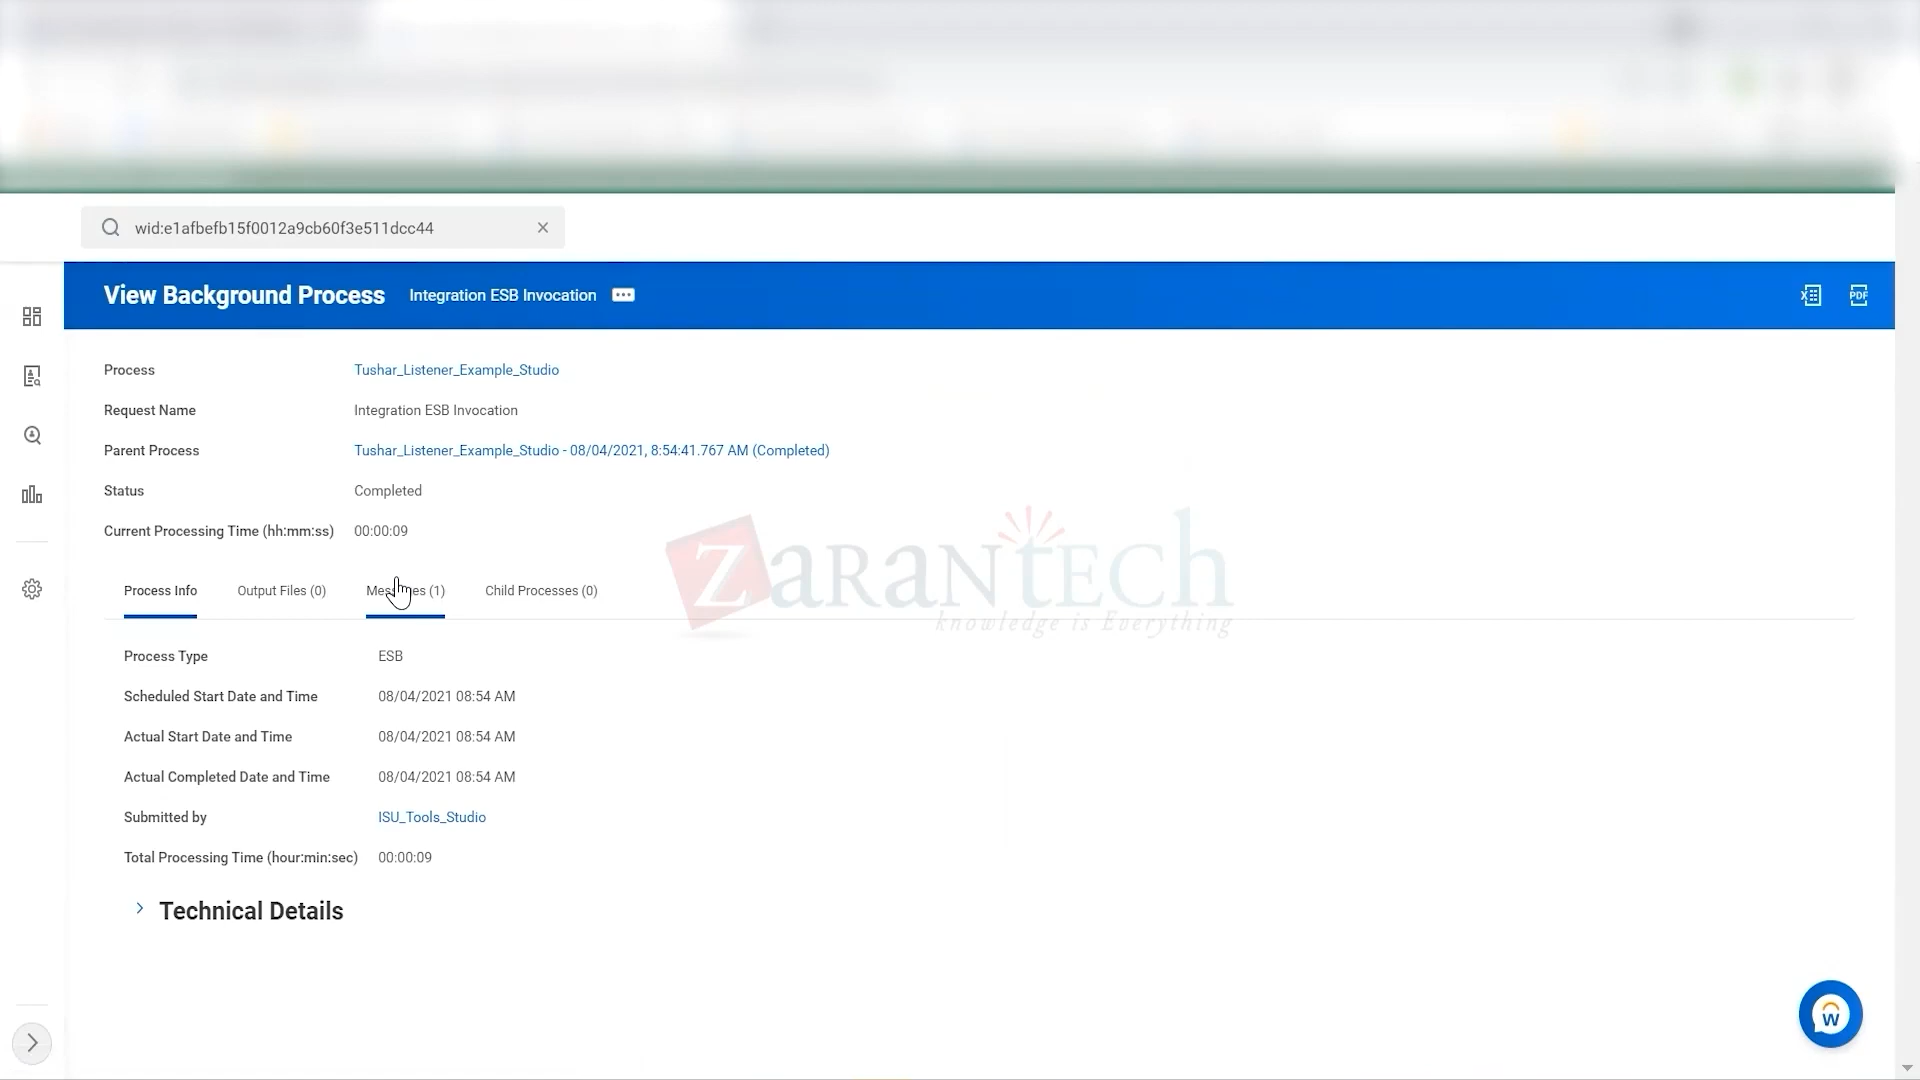 wid:e1afbefb15f0012a9cb60f3e511dcc44
View Background Process Integration ESB Invocation
PDF
Process Tushar_Listener_Example_Studio
Request Name Integration ESB Invocation
Parent Process Tushar_Listener_Example_Studio - 08/04/2021, 8:54:41.767 AM (Completed)
Status Completed
Current Processing Time (hh:mm:ss) 00:00:09
Process Info Output Files (0) (1) Child Processes (0)
ZARANTECH
knowledge is Everything
Process Type ESB
Scheduled Start Date and Time 08/04/2021 08:54 AM
Actual Start Date and Time 08/04/2021 08:54 AM
Actual Completed Date and Time 08/04/2021 08:54 AM
Submitted by ISU_Tools_Studio
Total Processing Time (hour:min:sec) 00:00:09
Technical Details
W